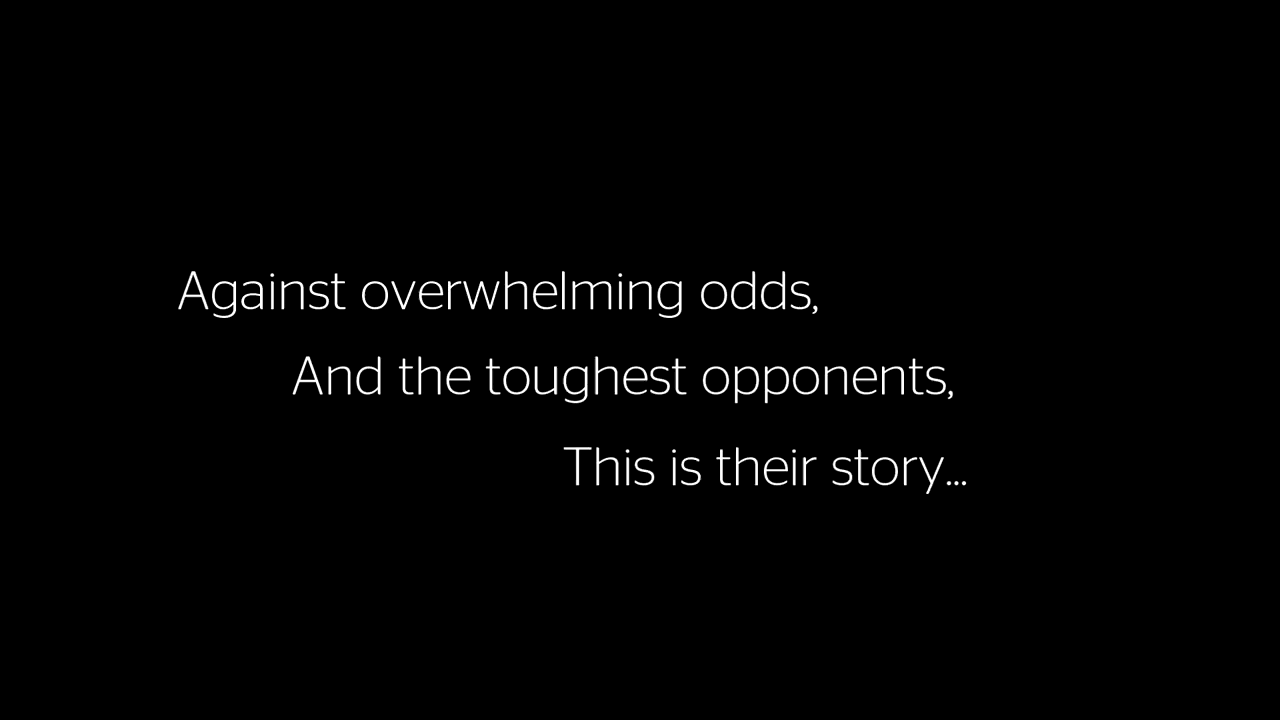 Against overwhelming odds,
And the toughest opponents,
This is their story...